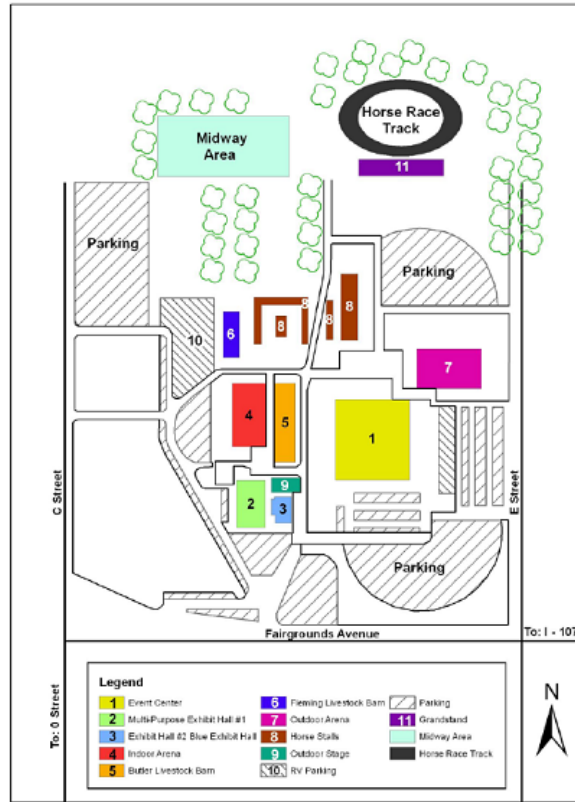 Horse Race
Track
Midway
Area
11
Parking
Parking
8
8
8
8
6
10
7
4
5
1
9
2
3
C Street
E Street
Parking
Fairgrounds Avenue
To: I - 107
To: 0 Street
Legend
1 Event Center
2 Multi-Purpose Exhibit Hall #1
3 Exhibit Hall #2 Blue Exhibit Hall
4 Indoor Arena
5 Butler Livestock Barn
6 Fleming Livestock Barn
7 Outdoor Arena
8 Horse Stalls
9 Outdoor Stage
10 RV Parking
Parking
11 Grandstand
Midway Area
Horse Race Track
N